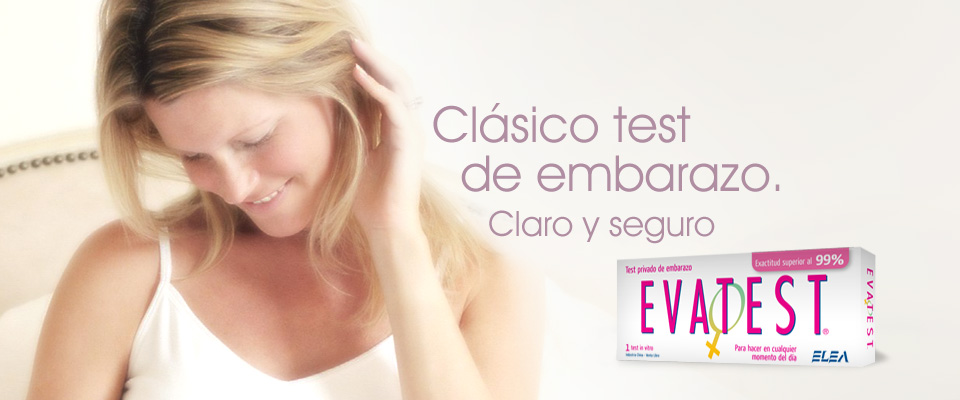 Clásico test
de embarazo.
Claro y seguro
Exactitud superior al 99%
Test privado de embarazo
EVATEST®
1 test in vitro
Para hacer en cualquier
momento del día
ELEA
EVATEST